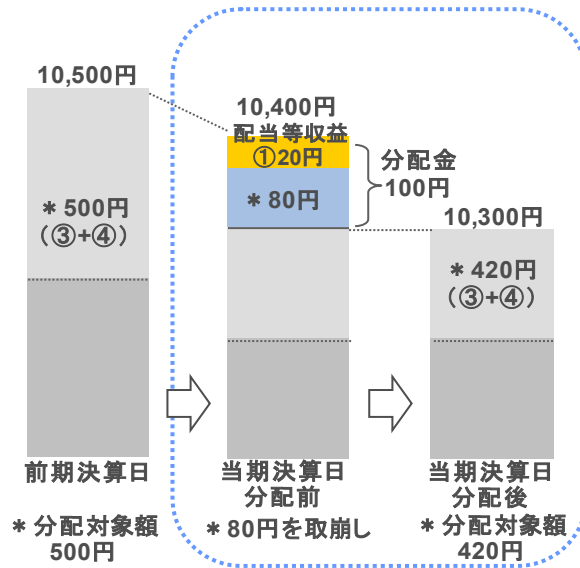 10,500円
＊500円
（③+④）
前期決算日
＊分配対象額
500円
10,400円
配当等収益
①20円
＊80円
分配金
100円
当期決算日
分配前
＊80円を取崩し
10,300円
＊420円
（③+④）
当期決算日
分配後
＊分配対象額
420円